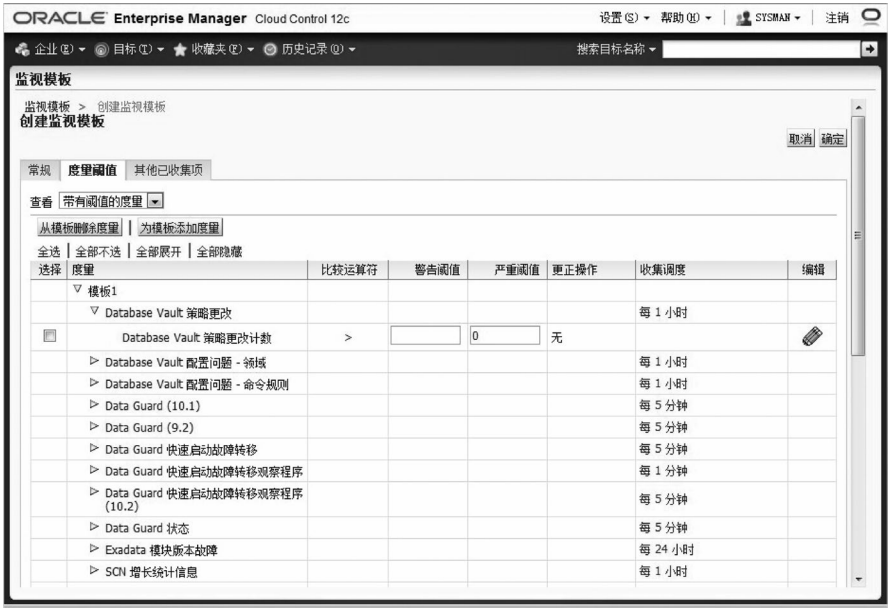 ORACLE Enterprise Manager Cloud Control 12c
设置(S) 帮助(H) SYSMAN 注销
企业(E) 目标(T) 收藏夹(F) 历史记录(O) 搜索目标名称
监视模板
监视模板 > 创建监视模板
创建监视模板
取消 确定
常规 度量阈值 其他已收集项
查看 带有阈值的度量
从模板删除度量 | 为模板添加度量
全选 | 全部不选 | 全部展开 | 全部隐藏
选择 度量 比较运算符 警告阈值 严重阈值 更正操作 收集调度 编辑
模板1
Database Vault 策略更改 每 1 小时
Database Vault 策略更改计数 > 0 无
Database Vault 配置问题 - 领域 每 1 小时
Database Vault 配置问题 - 命令规则 每 1 小时
Data Guard (10.1) 每 5 分钟
Data Guard (9.2) 每 5 分钟
Data Guard 快速启动故障转移 每 5 分钟
Data Guard 快速启动故障转移观察程序 每 1 分钟
Data Guard 快速启动故障转移观察程序 每 5 分钟
(10.2)
Data Guard 状态 每 5 分钟
Exadata 模块版本故障 每 24 小时
SCN 增长统计信息 每 1 小时